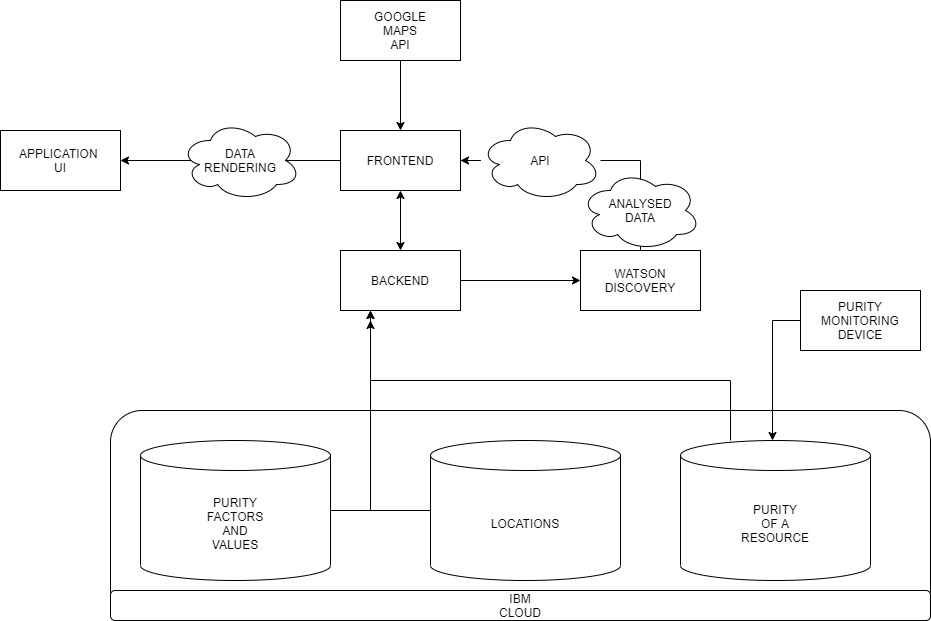 GOOGLE
MAPS
API
APPLICATION
UI
DATA
RENDERING
FRONTEND
API
ANALYSED
DATA
BACKEND
WATSON
DISCOVERY
PURITY
MONITORING
DEVICE
PURITY
FACTORS
AND
VALUES
LOCATIONS
PURITY
OF A
RESOURCE
IBM
CLOUD